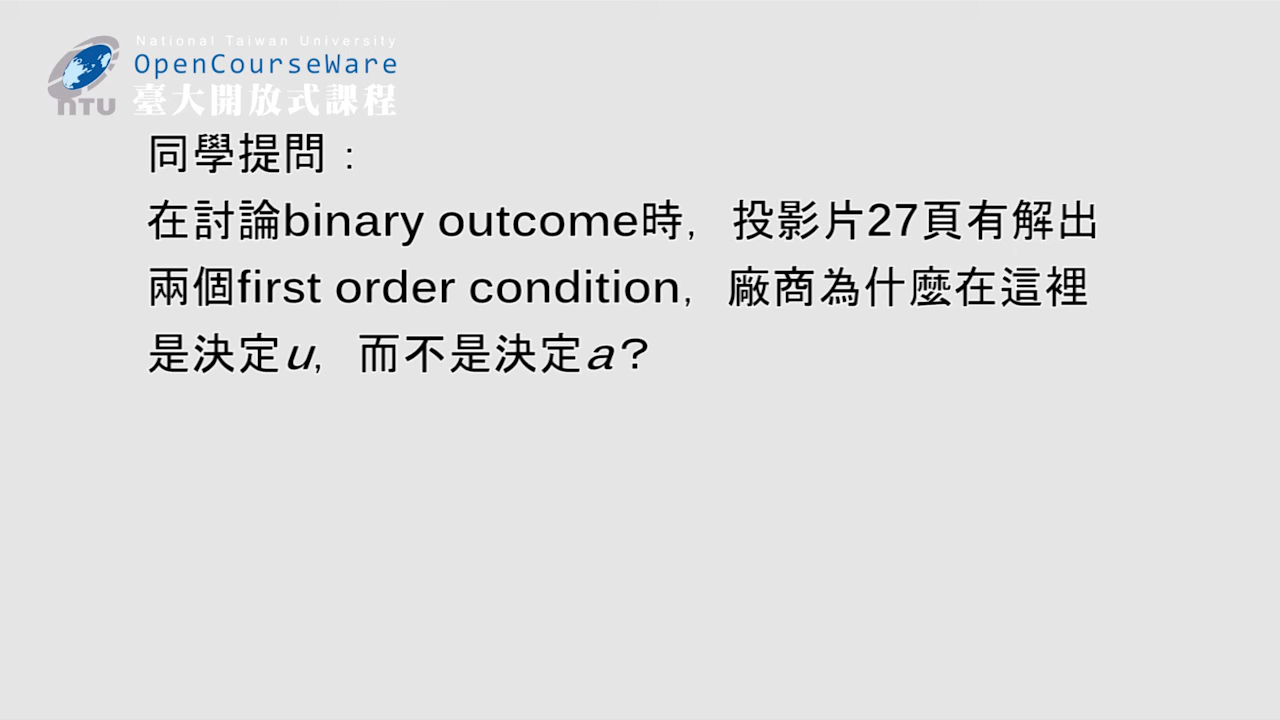 National Taiwan University
OpenCourseWare
NTU 臺大開放式課程
同學提問：
在討論binary outcome時，投影片27頁有解出
兩個first order condition，廠商為什麼在這裡
是決定u，而不是決定a？